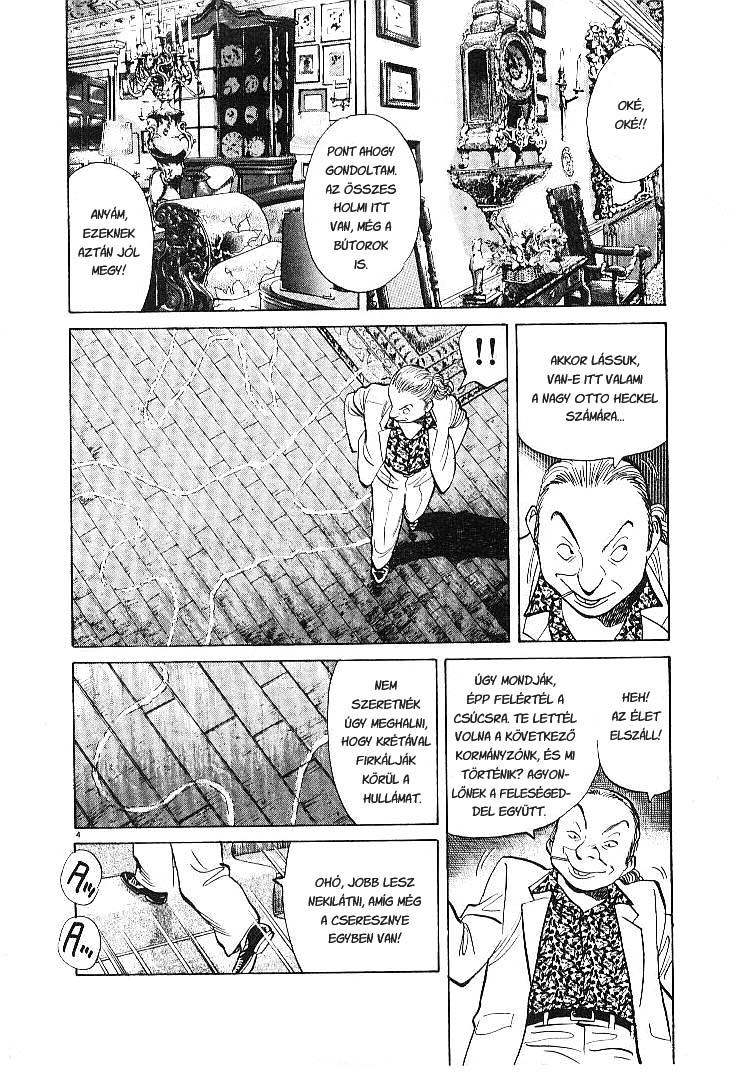 OKÉ,
OKÉ!!
PONT AHOGY
GONDOLTAM.
AZ ÖSSZES
HOLMI ITT
VAN, MÉG A
BÚTOROK
IS.
ANYÁM,
EZEKNEK
AZTÁN JÓL
MEGY!
AKKOR LÁSSUK,
VAN-E ITT VALAMI
A NAGY OTTO HECKEL
SZÁMÁRA...
!!
HEH!
AZ ÉLET
ELSZÁLL!
ÚGY MONDJÁK,
ÉPP FELÉRTÉL A
CSÚCSRA. TE LETTÉL
VOLNA A KÖVETKEZŐ
KORMÁNYZÓNK, ÉS MI
TÖRTÉNIK? AGYON-
LŐNEK A FELESÉGED-
DEL EGYÜTT.
NEM
SZERETNÉK
ÚGY MEGHALNI,
HOGY KRÉTÁVAL
FIRKÁLJÁK
KÖRÜL A
HULLÁMAT.
4
OHÓ, JOBB LESZ
NEKILÁTNI, AMÍG MÉG
A CSERESZNYE
EGYBEN VAN!